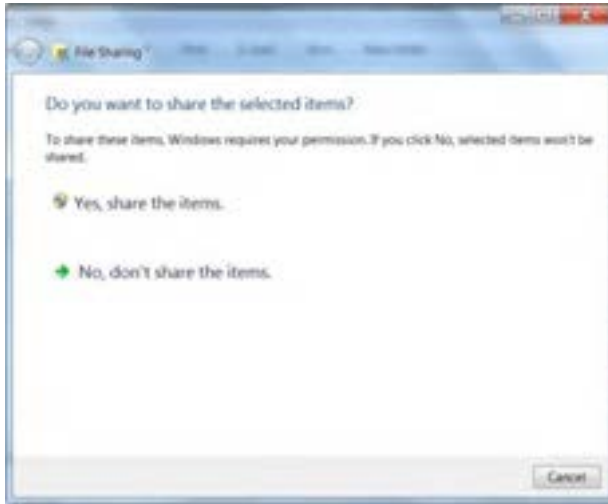 File Sharing
Do you want to share the selected items?
To share these items, Windows requires your permission. If you click No, selected items won't be
shared.
Yes, share the items.
No, don't share the items.
Cancel